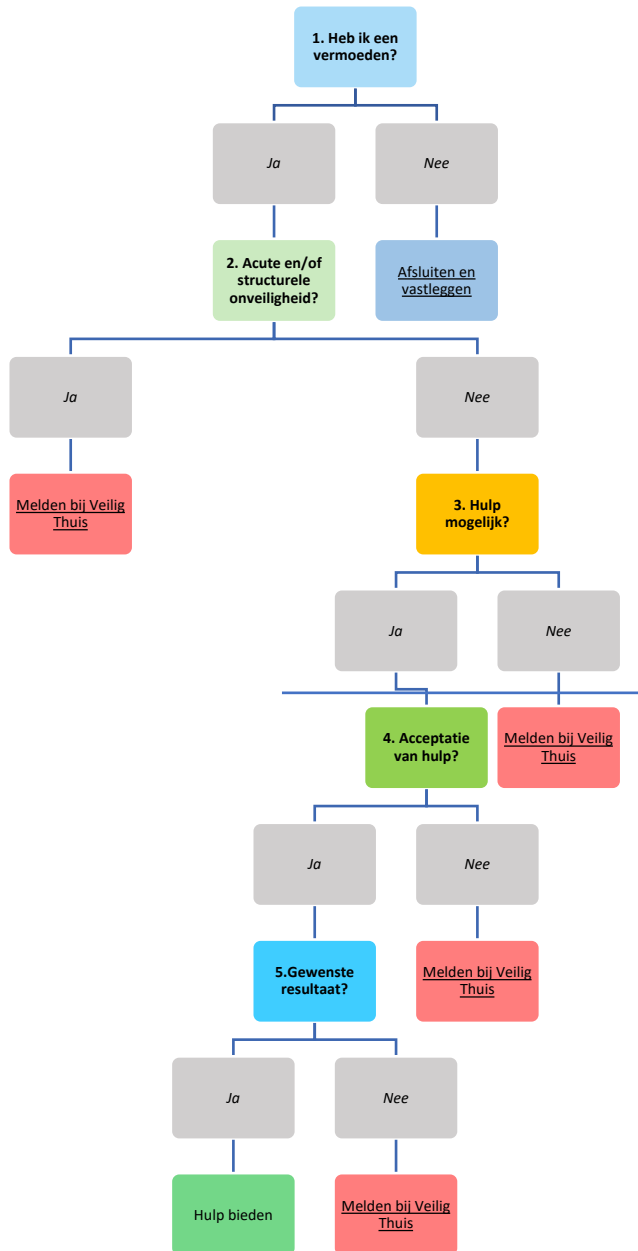 1. Heb ik een
vermoeden?
Ja
Nee
2. Acute en/of
structurele
onveiligheid?
Afsluiten en
vastleggen
Ja
Nee
Melden bij Veilig
Thuis
3. Hulp
mogelijk?
Ja
Nee
4. Acceptatie
van hulp?
Melden bij Veilig
Thuis
Ja
Nee
5.Gewenste
resultaat?
Melden bij Veilig
Thuis
Ja
Nee
Hulp bieden
Melden bij Veilig
Thuis